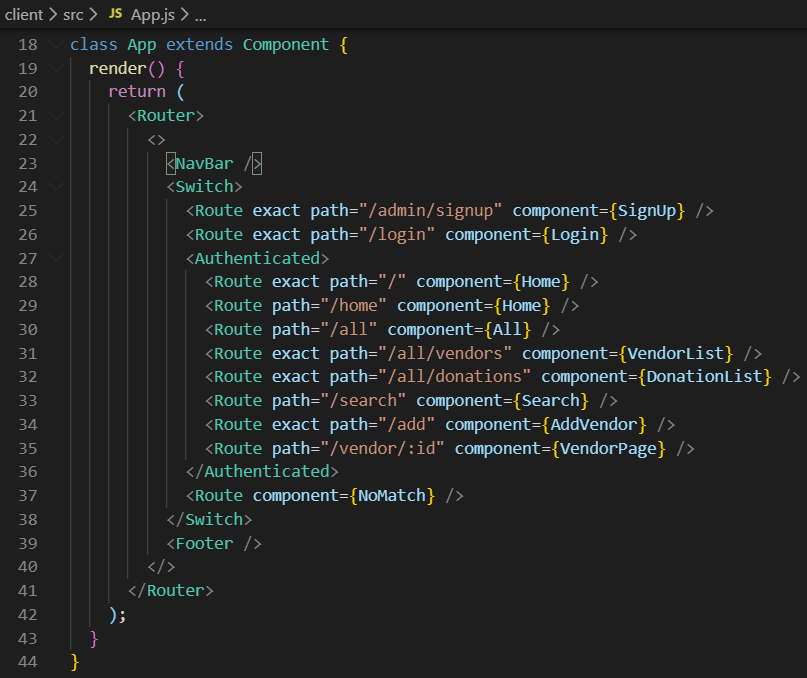 client > src > JS App.js > ...
18 class App extends Component {
19   render() {
20     return (
21       <Router>
22         <>
23           <NavBar />
24           <Switch>
25             <Route exact path="/admin/signup" component={SignUp} />
26             <Route exact path="/login" component={Login} />
27             <Authenticated>
28               <Route exact path="/" component={Home} />
29               <Route path="/home" component={Home} />
30               <Route path="/all" component={All} />
31               <Route exact path="/all/vendors" component={VendorList} />
32               <Route exact path="/all/donations" component={DonationList} />
33               <Route path="/search" component={Search} />
34               <Route exact path="/add" component={AddVendor} />
35               <Route path="/vendor/:id" component={VendorPage} />
36             </Authenticated>
37             <Route component={NoMatch} />
38           </Switch>
39           <Footer />
40         </>
41       </Router>
42     );
43   }
44 }